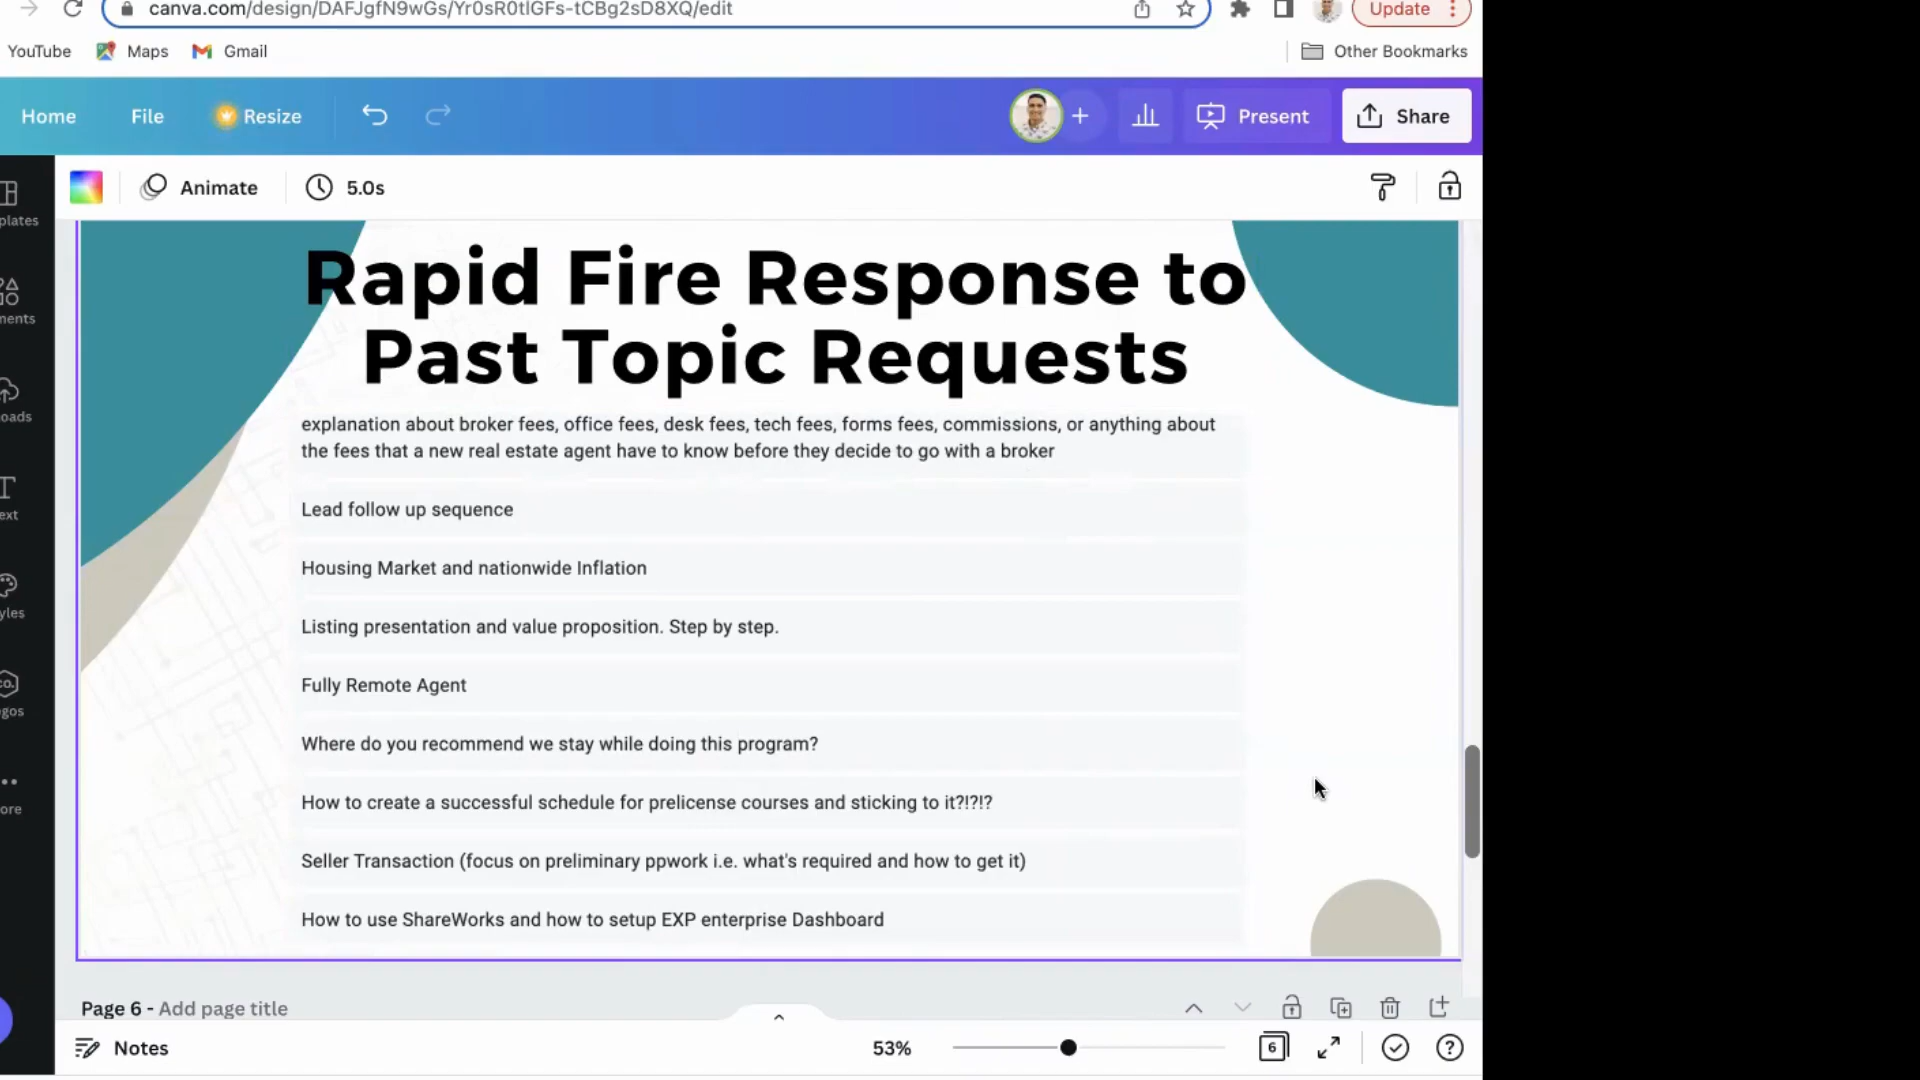 canva.com/design/DAFJgfN9wGs/Yr0sR0tlGFs-tCBg2sD8XQ/edit
Update
YouTube
Maps
Gmail
Other Bookmarks
Home
File
Resize
Present
Share
Animate
5.0s
plates
ments
oads
ext
yles
co.
gos
ore
Rapid Fire Response to
Past Topic Requests
explanation about broker fees, office fees, desk fees, tech fees, forms fees, commissions, or anything about
the fees that a new real estate agent have to know before they decide to go with a broker
Lead follow up sequence
Housing Market and nationwide Inflation
Listing presentation and value proposition. Step by step.
Fully Remote Agent
Where do you recommend we stay while doing this program?
How to create a successful schedule for prelicense courses and sticking to it?!?!?
Seller Transaction (focus on preliminary ppwork i.e. what's required and how to get it)
How to use ShareWorks and how to setup EXP enterprise Dashboard
Page 6 - Add page title
Notes
53%
6